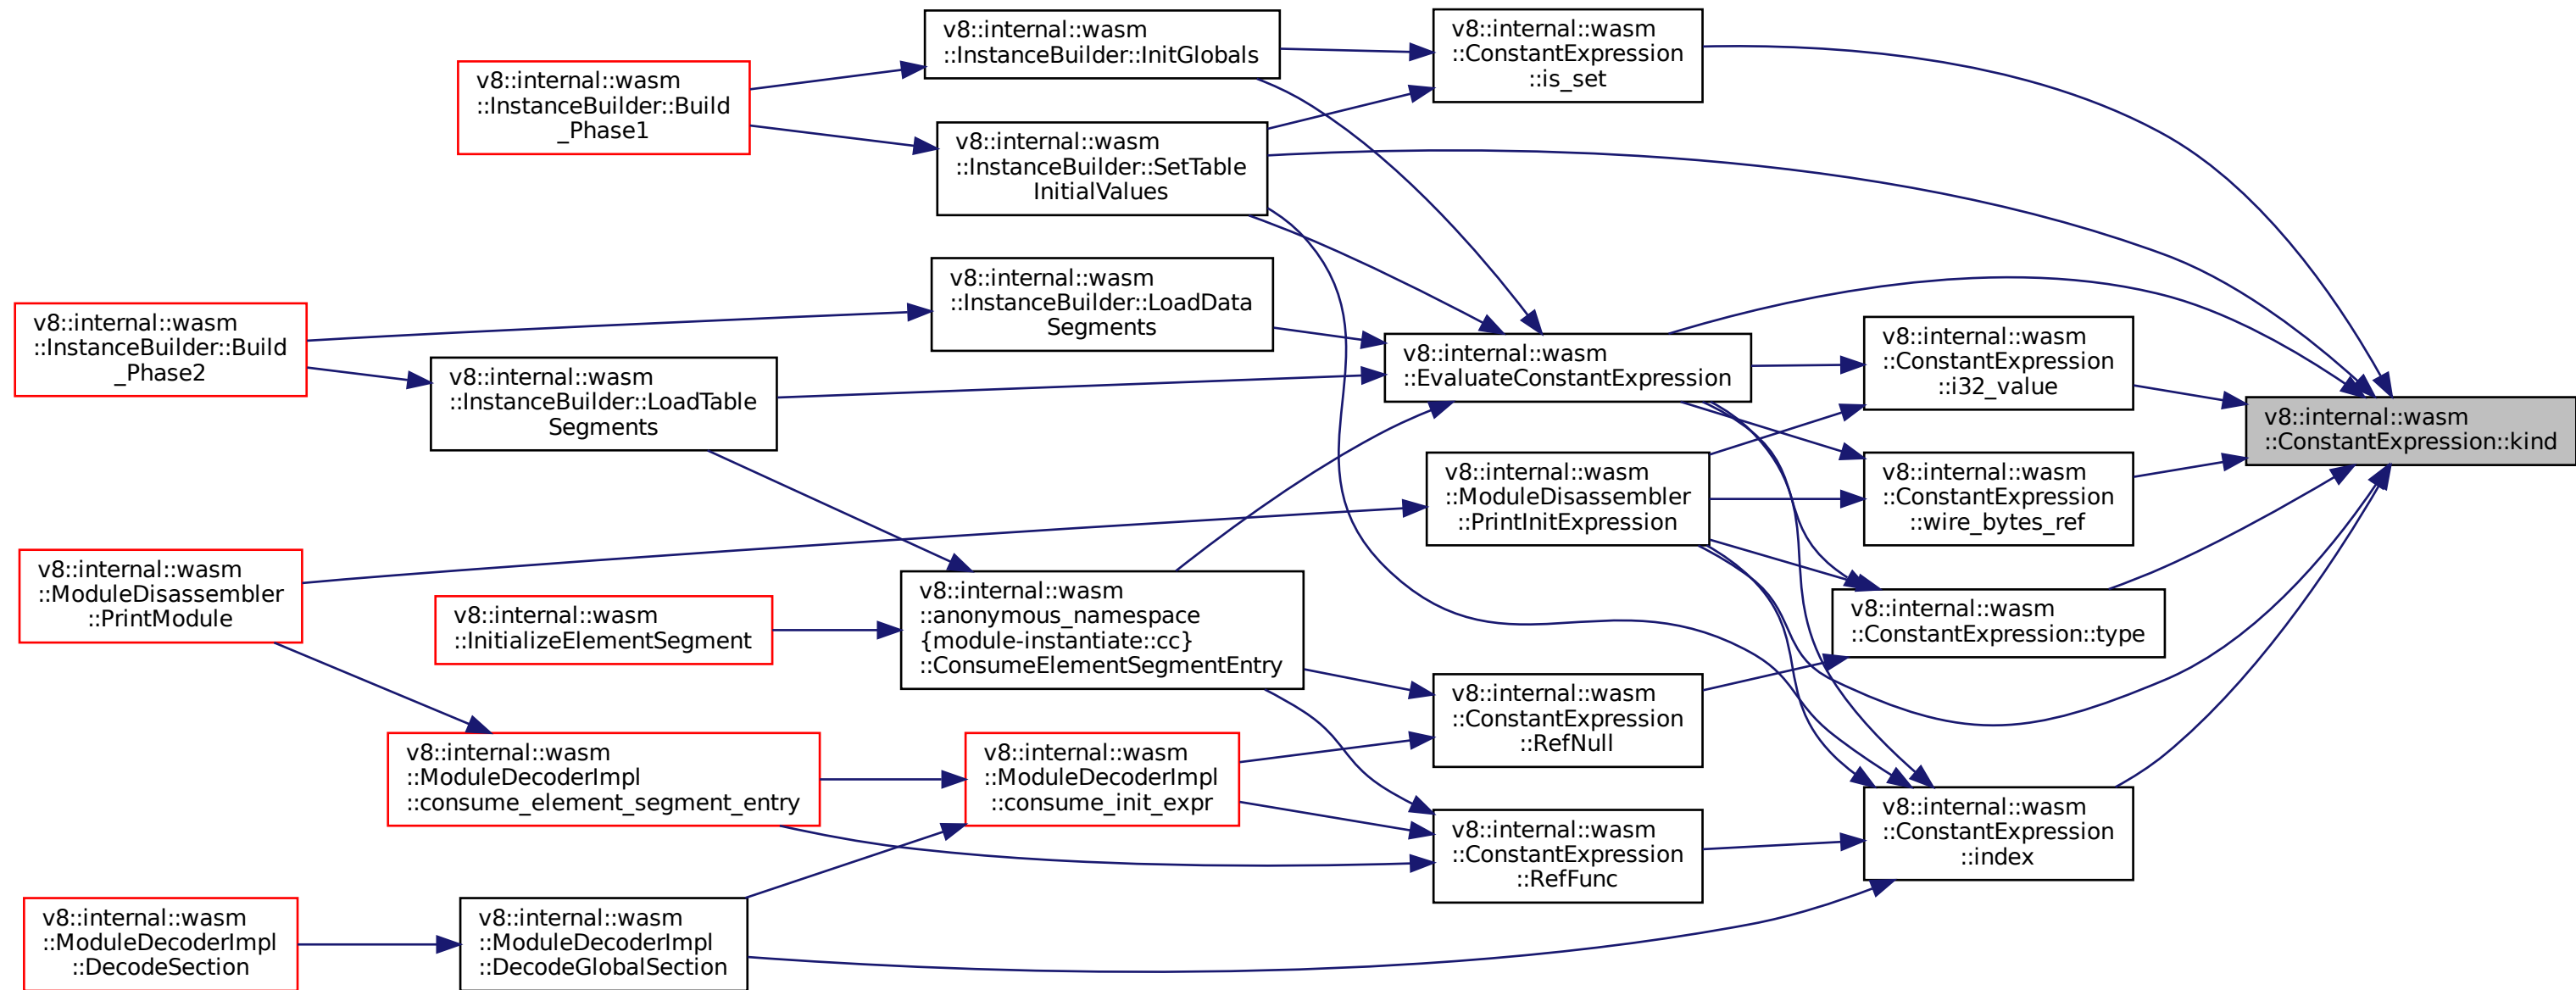 v8::internal::wasm
::InstanceBuilder::InitGlobals
v8::internal::wasm
::ConstantExpression
::is_set
v8::internal::wasm
::InstanceBuilder::Build
_Phase1
v8::internal::wasm
::InstanceBuilder::SetTable
InitialValues
v8::internal::wasm
::InstanceBuilder::LoadData
Segments
v8::internal::wasm
::InstanceBuilder::Build
_Phase2
v8::internal::wasm
::InstanceBuilder::LoadTable
Segments
v8::internal::wasm
::EvaluateConstantExpression
v8::internal::wasm
::ConstantExpression
::i32_value
v8::internal::wasm
::ConstantExpression::kind
v8::internal::wasm
::ModuleDisassembler
::PrintInitExpression
v8::internal::wasm
::ConstantExpression
::wire_bytes_ref
v8::internal::wasm
::ModuleDisassembler
::PrintModule
v8::internal::wasm
::InitializeElementSegment
v8::internal::wasm
::anonymous_namespace
{module-instantiate::cc}
::ConsumeElementSegmentEntry
v8::internal::wasm
::ConstantExpression::type
v8::internal::wasm
::ConstantExpression
::RefNull
v8::internal::wasm
::ModuleDecoderImpl
::consume_element_segment_entry
v8::internal::wasm
::ModuleDecoderImpl
::consume_init_expr
v8::internal::wasm
::ConstantExpression
::RefFunc
v8::internal::wasm
::ConstantExpression
::index
v8::internal::wasm
::ModuleDecoderImpl
::DecodeSection
v8::internal::wasm
::ModuleDecoderImpl
::DecodeGlobalSection